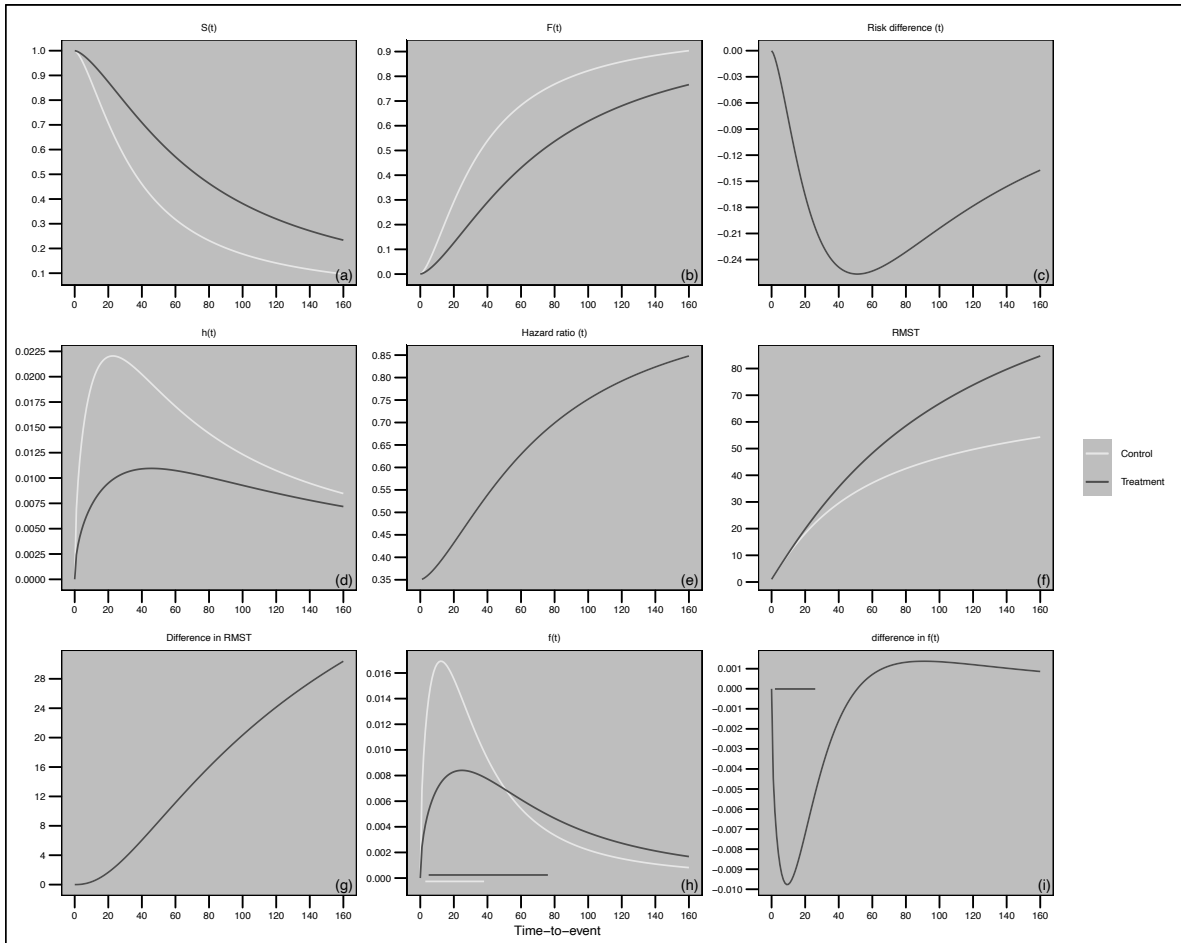 S(t)
1.0
0.9
0.8
0.7
0.6
0.5
0.4
0.3
0.2
0.1
(a)
0 20 40 60 80 100 120 140 160
F(t)
0.9
0.8
0.7
0.6
0.5
0.4
0.3
0.2
0.1
0.0
(b)
0 20 40 60 80 100 120 140 160
Risk difference (t)
0.00
−0.03
−0.06
−0.09
−0.12
−0.15
−0.18
−0.21
−0.24
(c)
0 20 40 60 80 100 120 140 160
h(t)
0.0225
0.0200
0.0175
0.0150
0.0125
0.0100
0.0075
0.0050
0.0025
0.0000
(d)
0 20 40 60 80 100 120 140 160
Hazard ratio (t)
0.85
0.80
0.75
0.70
0.65
0.60
0.55
0.50
0.45
0.40
0.35
(e)
0 20 40 60 80 100 120 140 160
RMST
80
70
60
50
40
30
20
10
0
(f)
0 20 40 60 80 100 120 140 160
Control
Treatment
Difference in RMST
28
24
20
16
12
8
4
0
(g)
0 20 40 60 80 100 120 140 160
f(t)
0.016
0.014
0.012
0.010
0.008
0.006
0.004
0.002
0.000
(h)
0 20 40 60 80 100 120 140 160
Time−to−event
difference in f(t)
0.001
0.000
−0.001
−0.002
−0.003
−0.004
−0.005
−0.006
−0.007
−0.008
−0.009
−0.010
(i)
0 20 40 60 80 100 120 140 160